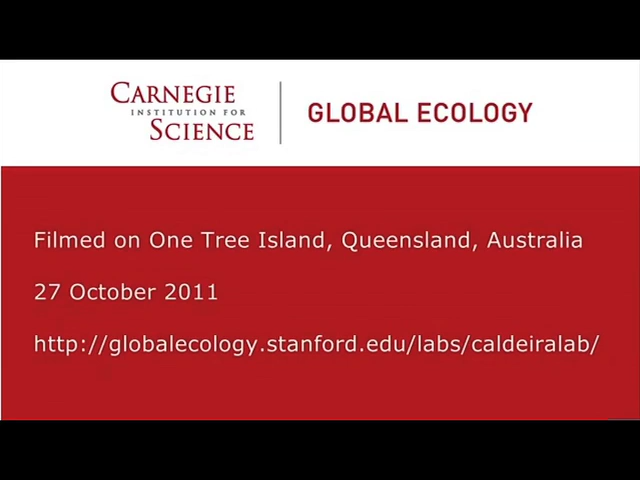 CARNEGIE
INSTITUTION FOR
SCIENCE
GLOBAL ECOLOGY
Filmed on One Tree Island, Queensland, Australia
27 October 2011
http://globalecology.stanford.edu/labs/caldeiralab/